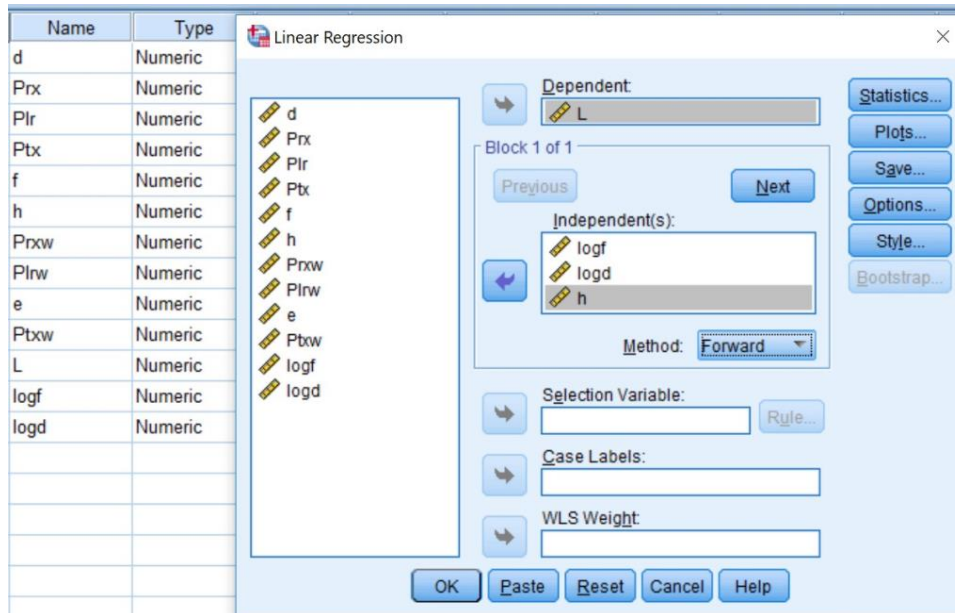 Name Type
d Numeric
Prx Numeric
Plr Numeric
Ptx Numeric
f Numeric
h Numeric
Prxw Numeric
Plrw Numeric
e Numeric
Ptxw Numeric
L Numeric
logf Numeric
logd Numeric
Linear Regression
d
Prx
Plr
Ptx
f
h
Prxw
Plrw
e
Ptxw
logf
logd
Dependent:
L
Block 1 of 1
Previous Next
Independent(s):
logf
logd
h
Method: Forward
Selection Variable:
Rule...
Case Labels:
WLS Weight:
Statistics...
Plots...
Save...
Options...
Style...
Bootstrap...
OK Paste Reset Cancel Help